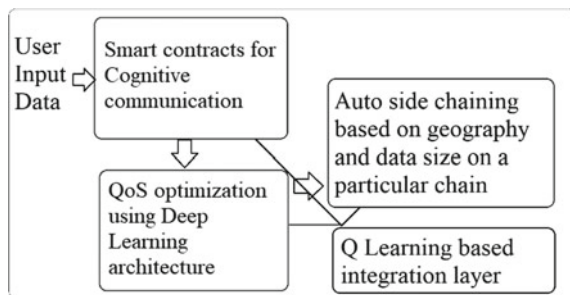 User
Input
Data
Smart contracts for
Cognitive
communication
Auto side chaining
based on geography
and data size on a
particular chain
QoS optimization
using Deep
Learning
architecture
Q Learning based
integration layer